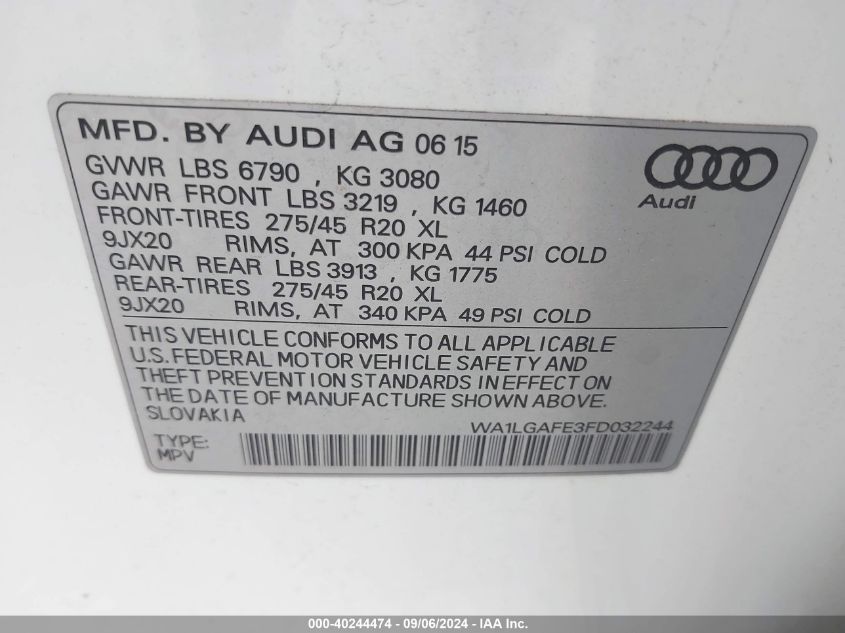 MFD. BY AUDI AG 06 15
Audi
GVWR LBS 6790 , KG 3080
GAWR FRONT LBS 3219 , KG 1460
FRONT-TIRES 275/45 R20 XL
9JX20 RIMS, AT 300 KPA 44 PSI COLD
GAWR REAR LBS 3913 , KG 1775
REAR-TIRES 275/45 R20 XL
9JX20 RIMS, AT 340 KPA 49 PSI COLD
THIS VEHICLE CONFORMS TO ALL APPLICABLE
U.S. FEDERAL MOTOR VEHICLE SAFETY AND
THEFT PREVENTION STANDARDS IN EFFECT ON
THE DATE OF MANUFACTURE SHOWN ABOVE.
SLOVAKIA
WA1LGAFE3FD032244
TYPE:
MPV
000-40244474 - 09/06/2024 - IAA Inc.